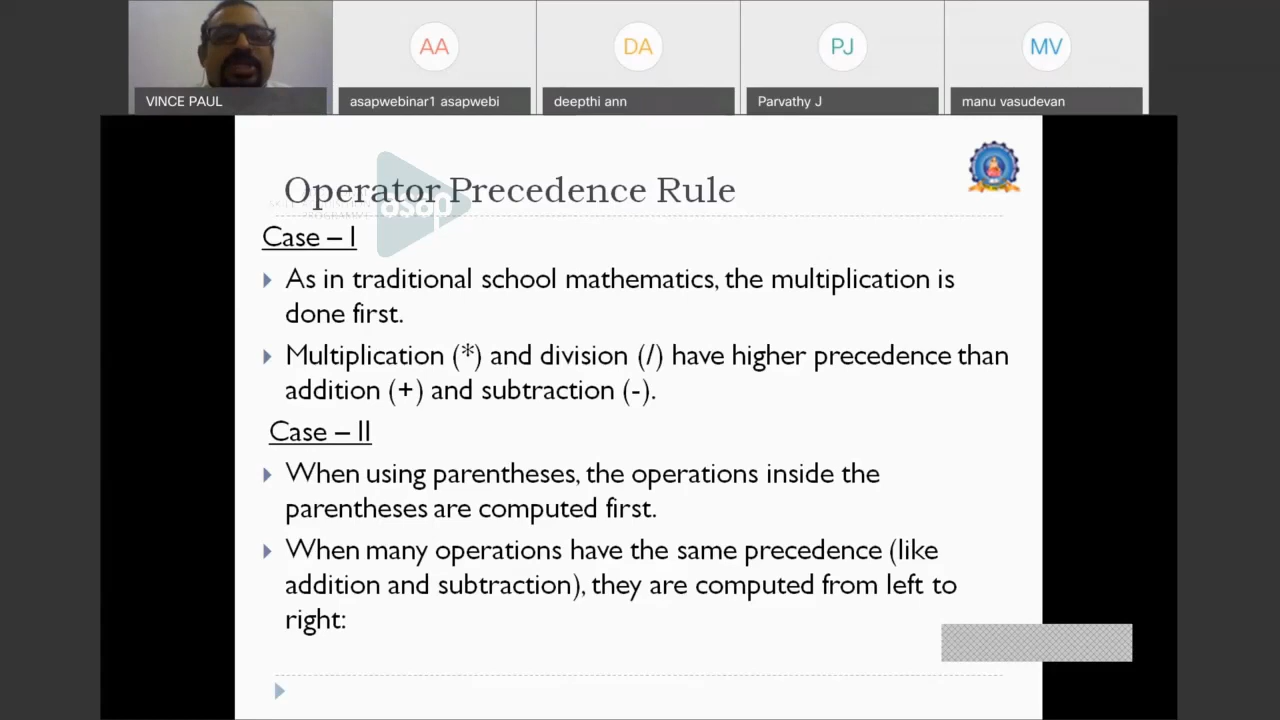 AA
DA
PJ
MV
VINCE PAUL
asapwebinar1 asapwebi
deepthi ann
Parvathy J
manu vasudevan
Operator Precedence Rule
asap
Case – I
As in traditional school mathematics, the multiplication is
done first.
Multiplication (*) and division (/) have higher precedence than
addition (+) and subtraction (-).
Case – II
When using parentheses, the operations inside the
parentheses are computed first.
When many operations have the same precedence (like
addition and subtraction), they are computed from left to
right: